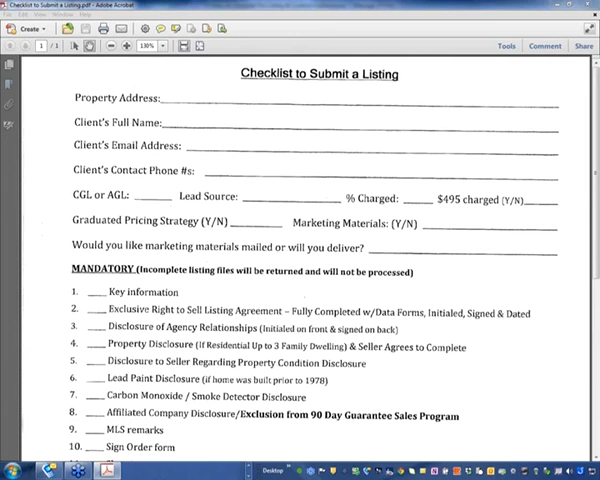 Checklist to Submit a Listing.pdf - Adobe Acrobat
File Edit View Window Help
Create
1 / 1
130%
Tools Comment Share
Checklist to Submit a Listing
Property Address:
Client's Full Name:
Client's Email Address:
Client's Contact Phone #s:
CGL or AGL: Lead Source: % Charged: $495 charged (Y/N)
Graduated Pricing Strategy (Y/N) Marketing Materials: (Y/N)
Would you like marketing materials mailed or will you deliver?
MANDATORY (Incomplete listing files will be returned and will not be processed)
1. Key information
2. Exclusive Right to Sell Listing Agreement – Fully Completed w/Data Forms, Initialed, Signed & Dated
3. Disclosure of Agency Relationships (Initialed on front & signed on back)
4. Property Disclosure (If Residential Up to 3 Family Dwelling) & Seller Agrees to Complete
5. Disclosure to Seller Regarding Property Condition Disclosure
6. Lead Paint Disclosure (if home was built prior to 1978)
7. Carbon Monoxide / Smoke Detector Disclosure
8. Affiliated Company Disclosure/Exclusion from 90 Day Guarantee Sales Program
9. MLS remarks
10. Sign Order form
Desktop